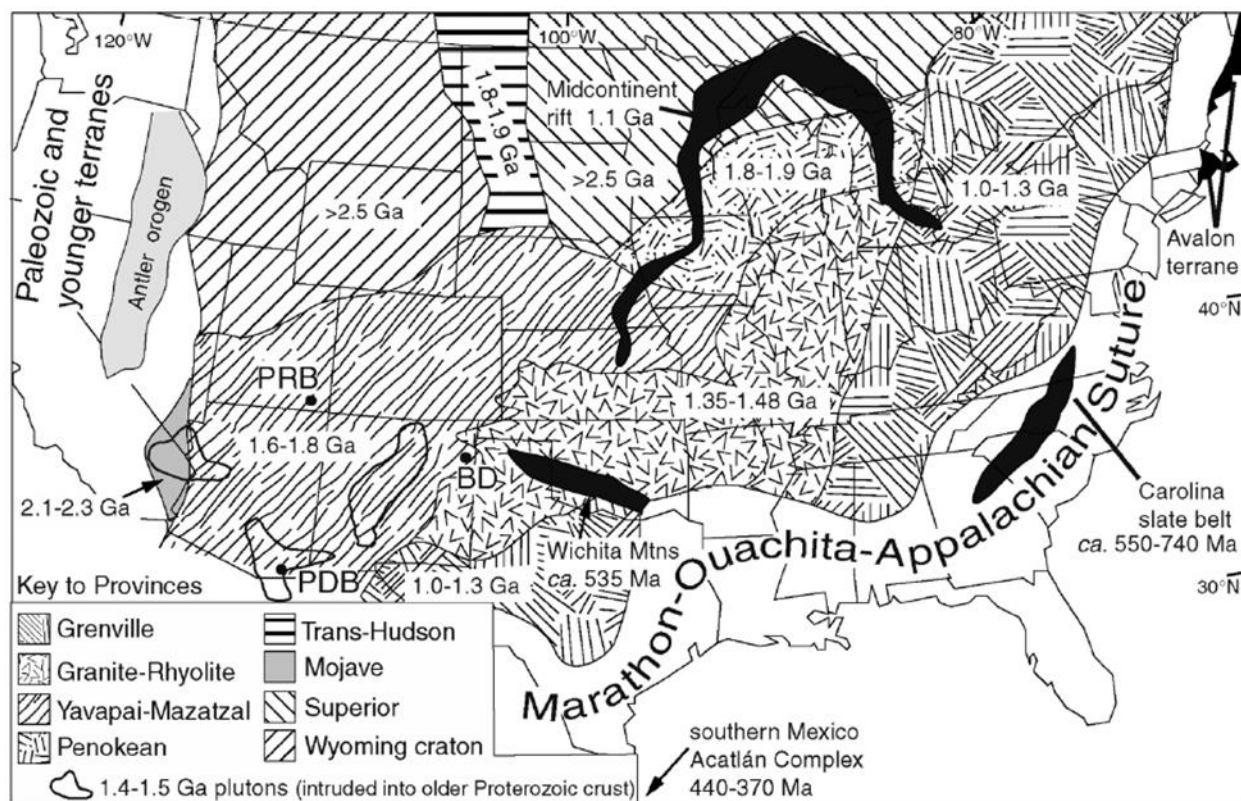 120°W
100°W
80°W
Paleozoic and
younger terranes
Antler orogen
1.8-1.9 Ga
Midcontinent
rift 1.1 Ga
>2.5 Ga
1.8-1.9 Ga
1.0-1.3 Ga
>2.5 Ga
Avalon
terrane
40°N
PRB
1.35-1.48 Ga
1.6-1.8 Ga
BD
2.1-2.3 Ga
Wichita Mtns
ca. 535 Ma
Carolina
slate belt
ca. 550-740 Ma
PDB
1.0-1.3 Ga
30°N
Marathon-Ouachita-Appalachian Suture
Key to Provinces
Grenville
Trans-Hudson
Granite-Rhyolite
Mojave
Yavapai-Mazatzal
Superior
Penokean
Wyoming craton
1.4-1.5 Ga plutons (intruded into older Proterozoic crust)
southern Mexico
Acatlán Complex
440-370 Ma